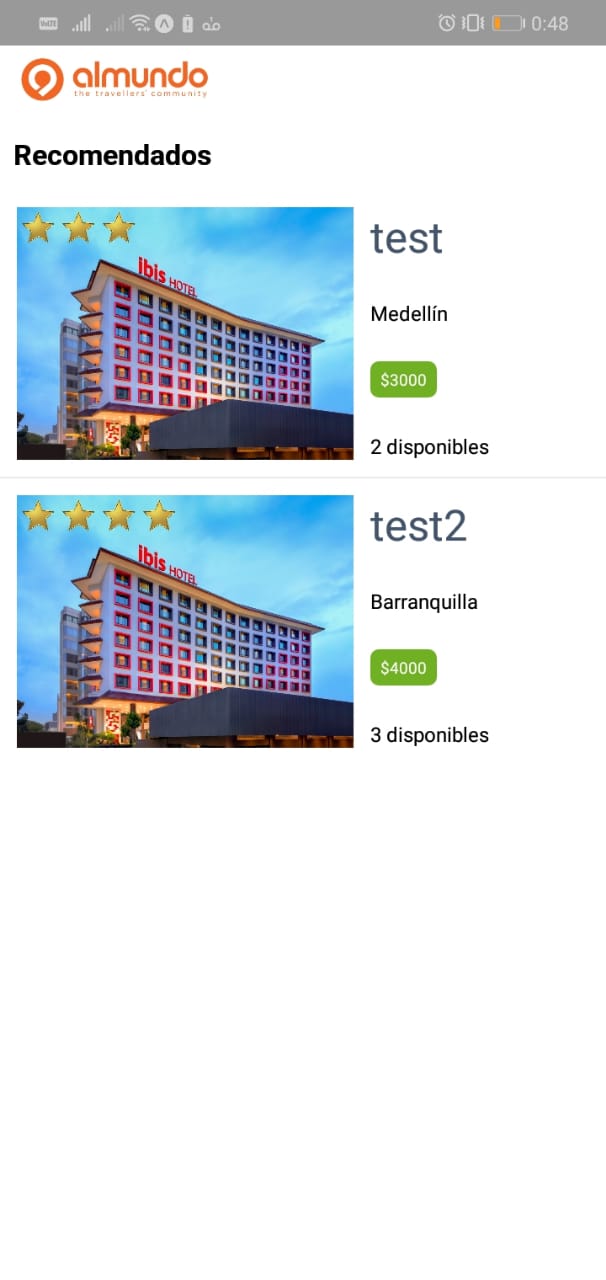 VoLTE
0:48
almundo
the travellers' community
Recomendados
ibis HOTEL
test
Medellín
$3000
2 disponibles
ibis HOTEL
test2
Barranquilla
$4000
3 disponibles